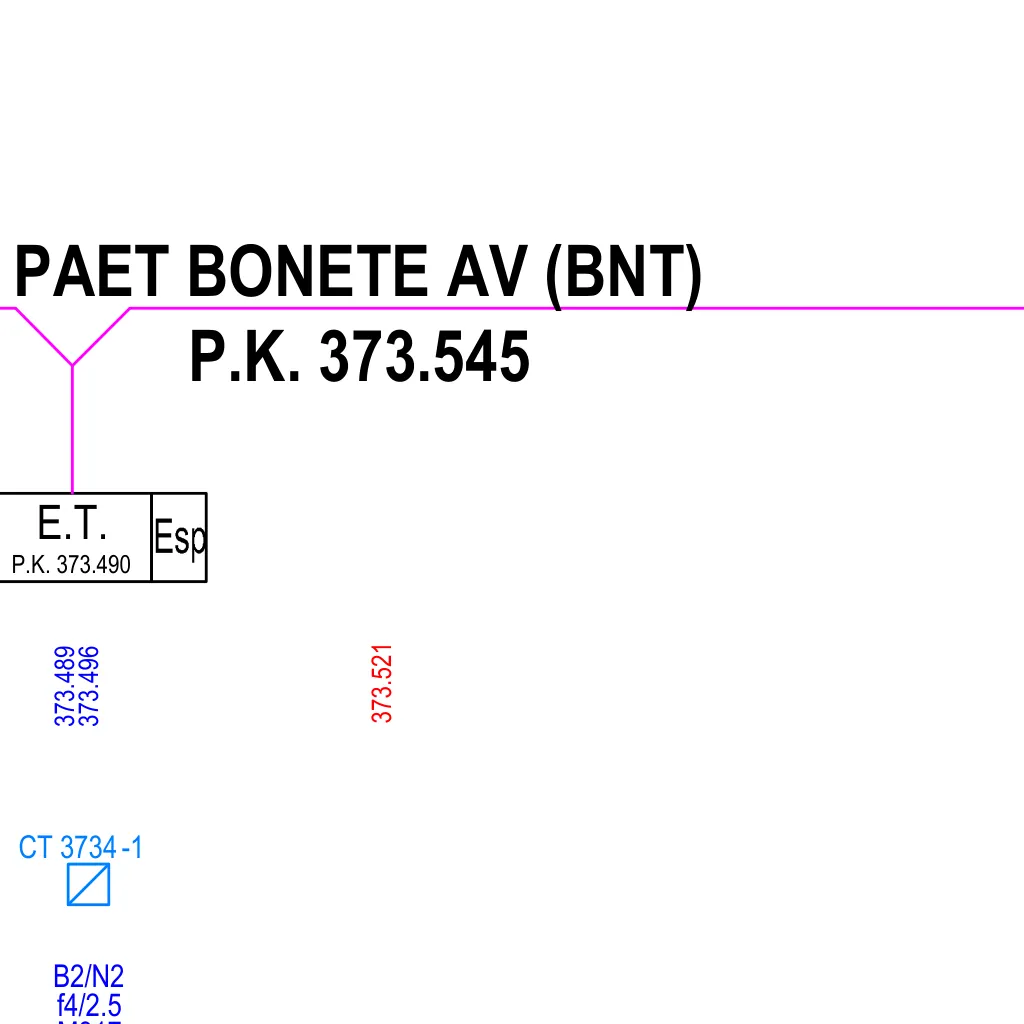 PAET BONETE AV (BNT)
P.K. 373.545
E.T.
Esp
P.K. 373.490
373.489
373.496
373.521
CT 3734-1
B2/N2
f4/2.5